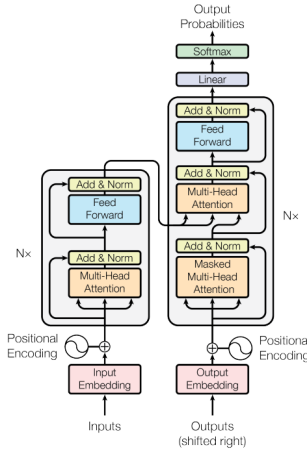 Output
Probabilities
Softmax
Linear
Add & Norm
Feed
Forward
Add & Norm
Multi-Head
Attention
Add & Norm
Masked
Multi-Head
Attention
N×
Add & Norm
Feed
Forward
Add & Norm
Multi-Head
Attention
N×
Positional
Encoding
Positional
Encoding
Input
Embedding
Output
Embedding
Inputs
Outputs
(shifted right)